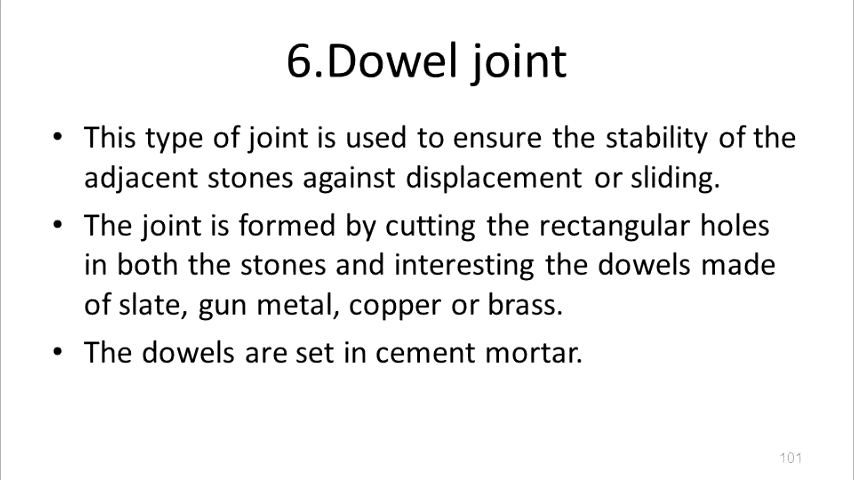 6.Dowel joint
• This type of joint is used to ensure the stability of the
adjacent stones against displacement or sliding.
• The joint is formed by cutting the rectangular holes
in both the stones and interesting the dowels made
of slate, gun metal, copper or brass.
• The dowels are set in cement mortar.
101